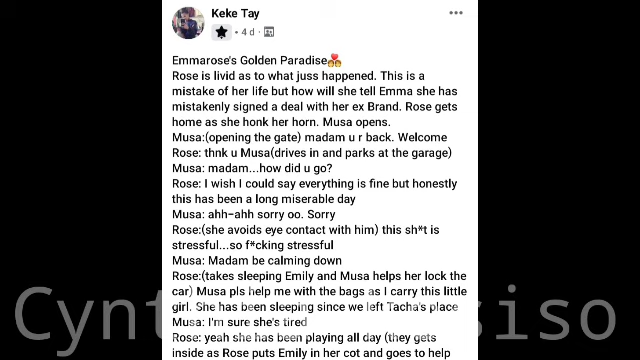 Keke Tay
4 d
Emmarose's Golden Paradise
Rose is livid as to what juss happened. This is a
mistake of her life but how will she tell Emma she has
mistakenly signed a deal with her ex Brand. Rose gets
home as she honk her horn. Musa opens.
Musa:(opening the gate) madam u r back. Welcome
Rose: thnk u Musa(drives in and parks at the garage)
Musa: madam...how did u go?
Rose: I wish I could say everything is fine but honestly
this has been a long miserable day
Musa: ahh-ahh sorry oo. Sorry
Rose:(she avoids eye contact with him) this sh*t is
stressful...so f*cking stressful
Musa: Madam be calming down
Rose:(takes sleeping Emily and Musa helps her lock the
car) Musa pls help me with the bags as I carry this little
girl. She has been sleeping since we left Tacha's place
Musa: I'm sure she's tired
Rose: yeah she has been playing all day (they gets
inside as Rose puts Emily in her cot and goes to help